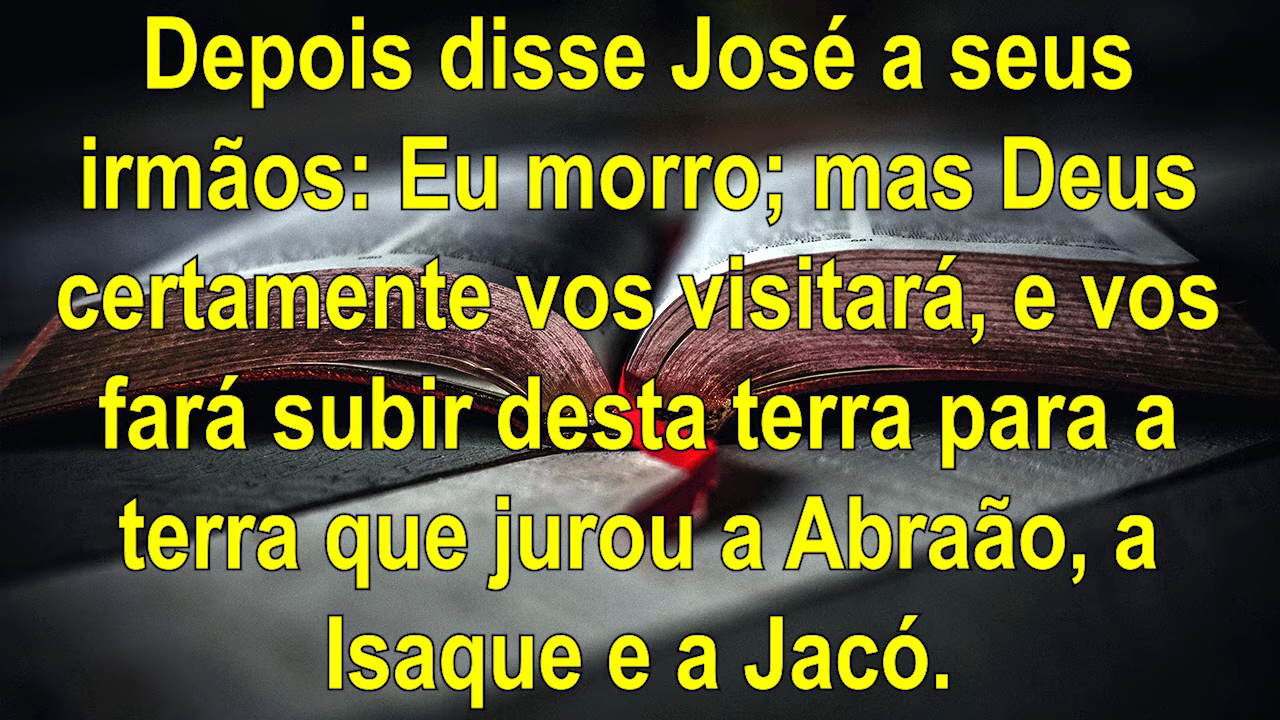 Depois disse José a seus
irmãos: Eu morro; mas Deus
certamente vos visitará, e vos
fará subir desta terra para a
terra que jurou a Abraão, a
Isaque e a Jacó.